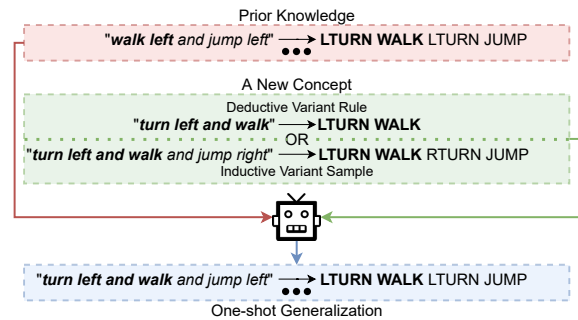 Prior Knowledge
"walk left and jump left" → LTURN WALK LTURN JUMP
•••
A New Concept
Deductive Variant Rule
"turn left and walk" → LTURN WALK
OR
"turn left and walk and jump right" → LTURN WALK RTURN JUMP
Inductive Variant Sample
"turn left and walk and jump left" → LTURN WALK LTURN JUMP
•••
One-shot Generalization